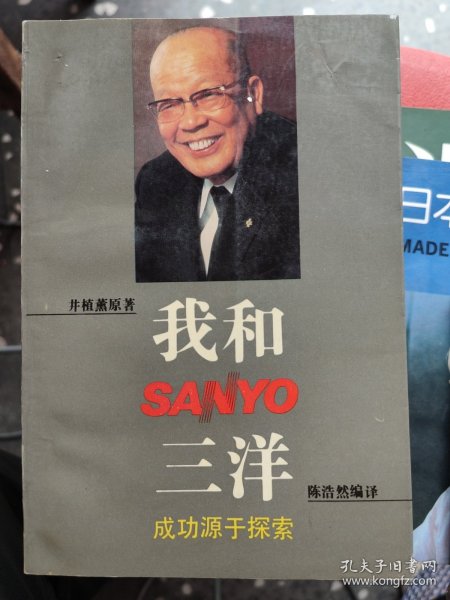 井植薰原著
我和
SANYO
三洋
陈浩然编译
成功源于探索
日本
MADE
孔夫子旧书网
www.kongfz.com